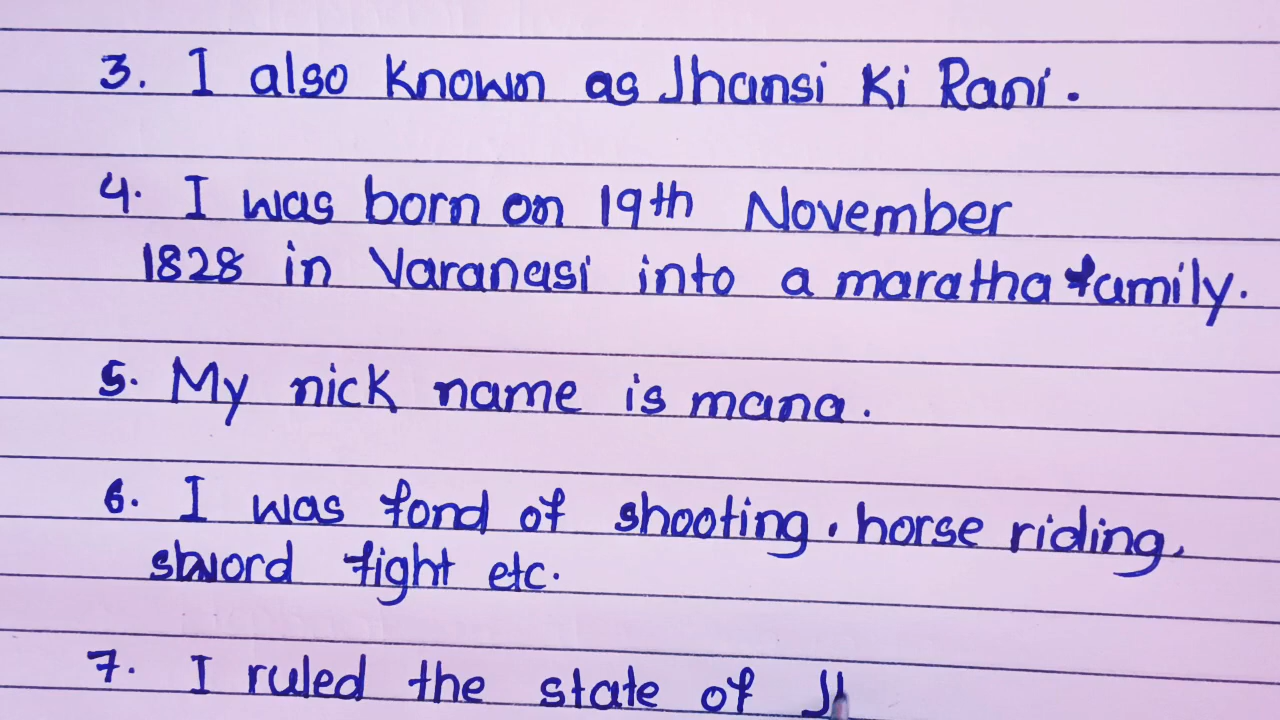 3. I also known as Jhansi Ki Rani.
4. I was born on 19th November
1828 in Varanasi into a maratha family.
5. My nick name is mana.
6. I was fond of shooting, horse riding,
sword fight etc.
7. I ruled the state of Jh